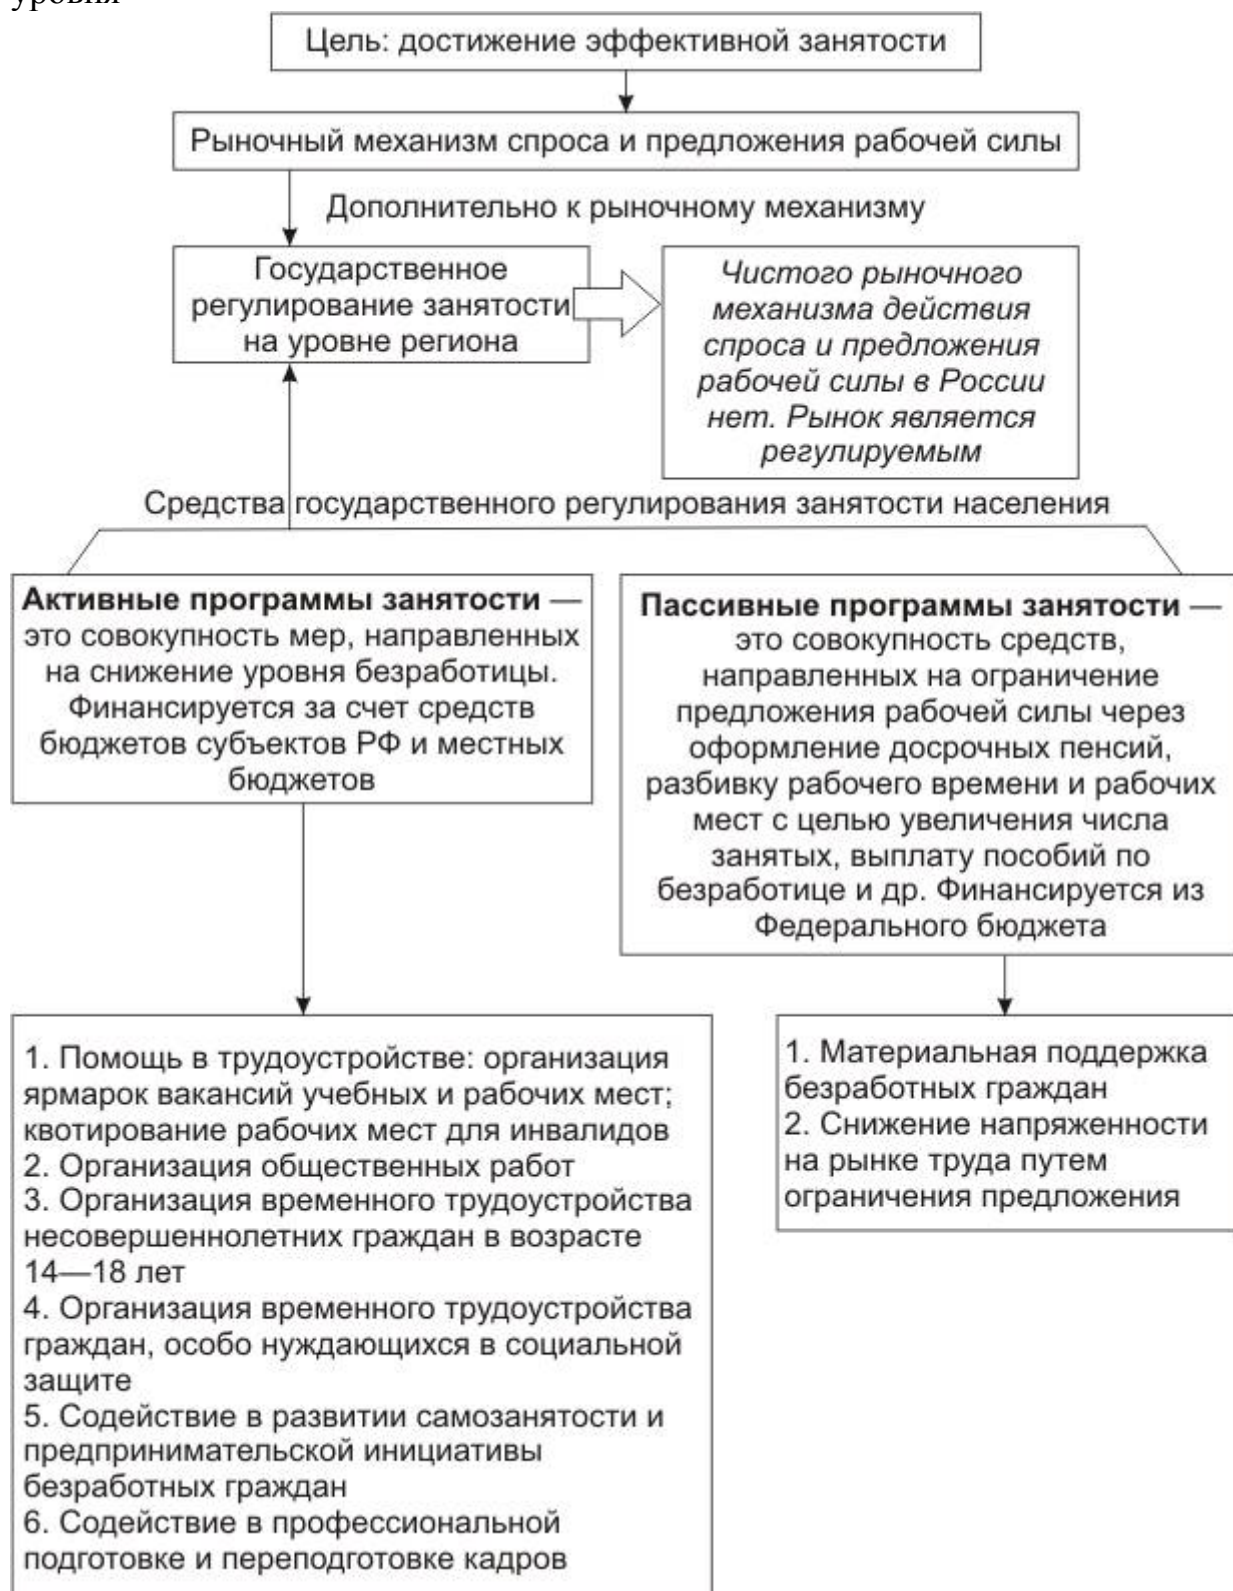 уровня
Цель: достижение эффективной занятости
Рыночный механизм спроса и предложения рабочей силы
Дополнительно к рыночному механизму
Государственное
регулирование занятости
на уровне региона
Чистого рыночного
механизма действия
спроса и предложения
рабочей силы в России
нет. Рынок является
регулируемым
Средства государственного регулирования занятости населения
Активные программы занятости —
это совокупность мер, направленных
на снижение уровня безработицы.
Финансируется за счет средств
бюджетов субъектов РФ и местных
бюджетов
Пассивные программы занятости —
это совокупность средств,
направленных на ограничение
предложения рабочей силы через
оформление досрочных пенсий,
разбивку рабочего времени и рабочих
мест с целью увеличения числа
занятых, выплату пособий по
безработице и др. Финансируется из
Федерального бюджета
1. Помощь в трудоустройстве: организация
ярмарок вакансий учебных и рабочих мест;
квотирование рабочих мест для инвалидов
2. Организация общественных работ
3. Организация временного трудоустройства
несовершеннолетних граждан в возрасте
14—18 лет
4. Организация временного трудоустройства
граждан, особо нуждающихся в социальной
защите
5. Содействие в развитии самозанятости и
предпринимательской инициативы
безработных граждан
6. Содействие в профессиональной
подготовке и переподготовке кадров
1. Материальная поддержка
безработных граждан
2. Снижение напряженности
на рынке труда путем
ограничения предложения